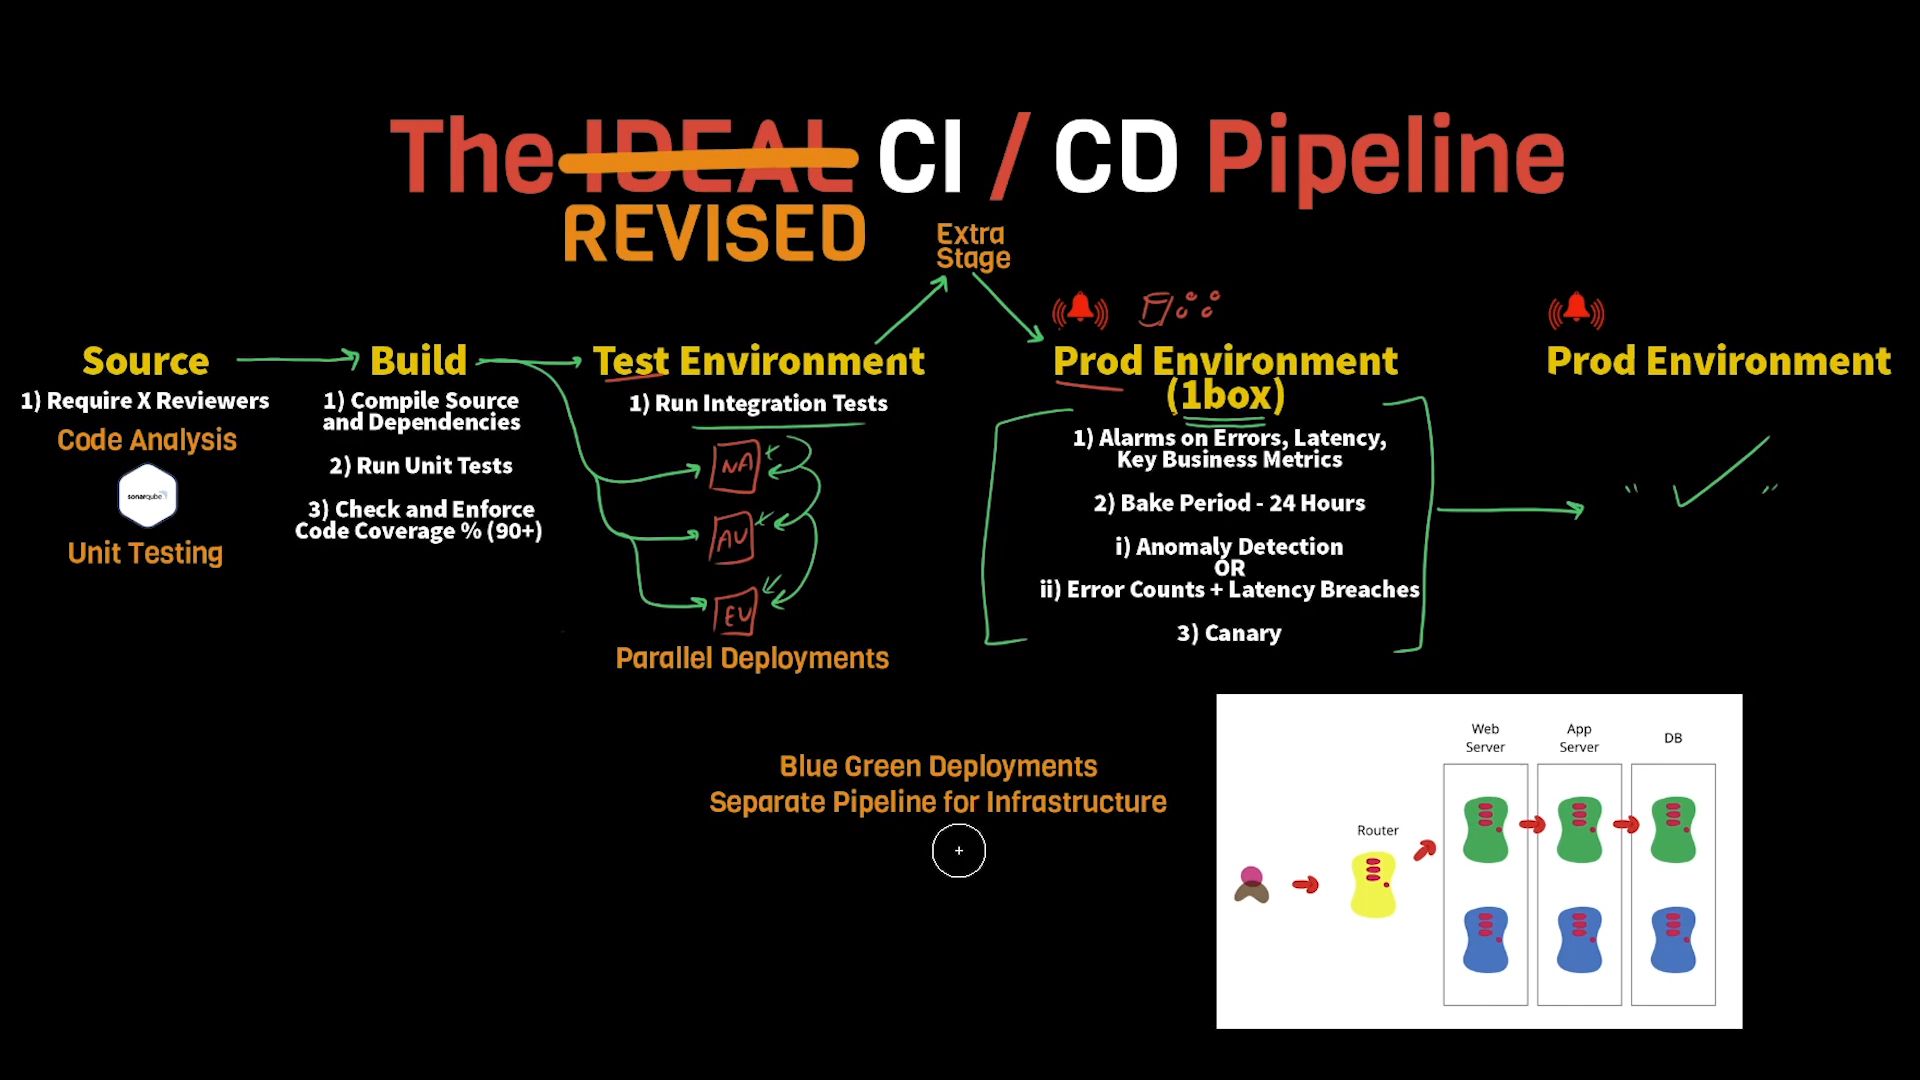 The IDEAL CI / CD Pipeline
REVISED
Extra
Stage
Source
1) Require X Reviewers
Code Analysis
sonarqube
Unit Testing
Build
1) Compile Source
and Dependencies
2) Run Unit Tests
3) Check and Enforce
Code Coverage % (90+)
Test Environment
1) Run Integration Tests
NA
AU
EU
Parallel Deployments
Prod Environment
(1box)
1) Alarms on Errors, Latency,
Key Business Metrics
2) Bake Period - 24 Hours
i) Anomaly Detection
OR
ii) Error Counts + Latency Breaches
3) Canary
Prod Environment
Blue Green Deployments
Separate Pipeline for Infrastructure
Router
Web
Server
App
Server
DB